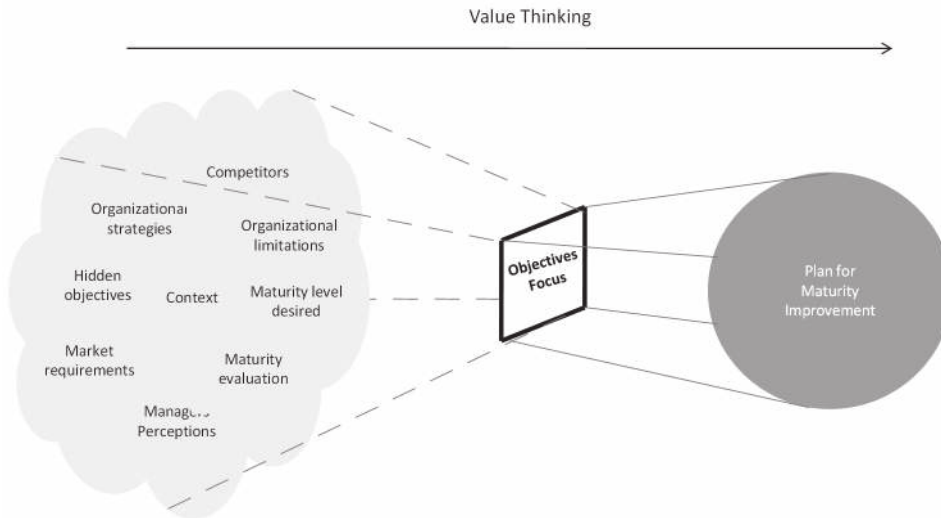 Value Thinking
Competitors
Organizational
strategies
Organizational
limitations
Hidden
objectives
Context
Maturity level
desired
Market
requirements
Maturity
evaluation
Managers
Perceptions
Objectives
Focus
Plan for
Maturity
Improvement